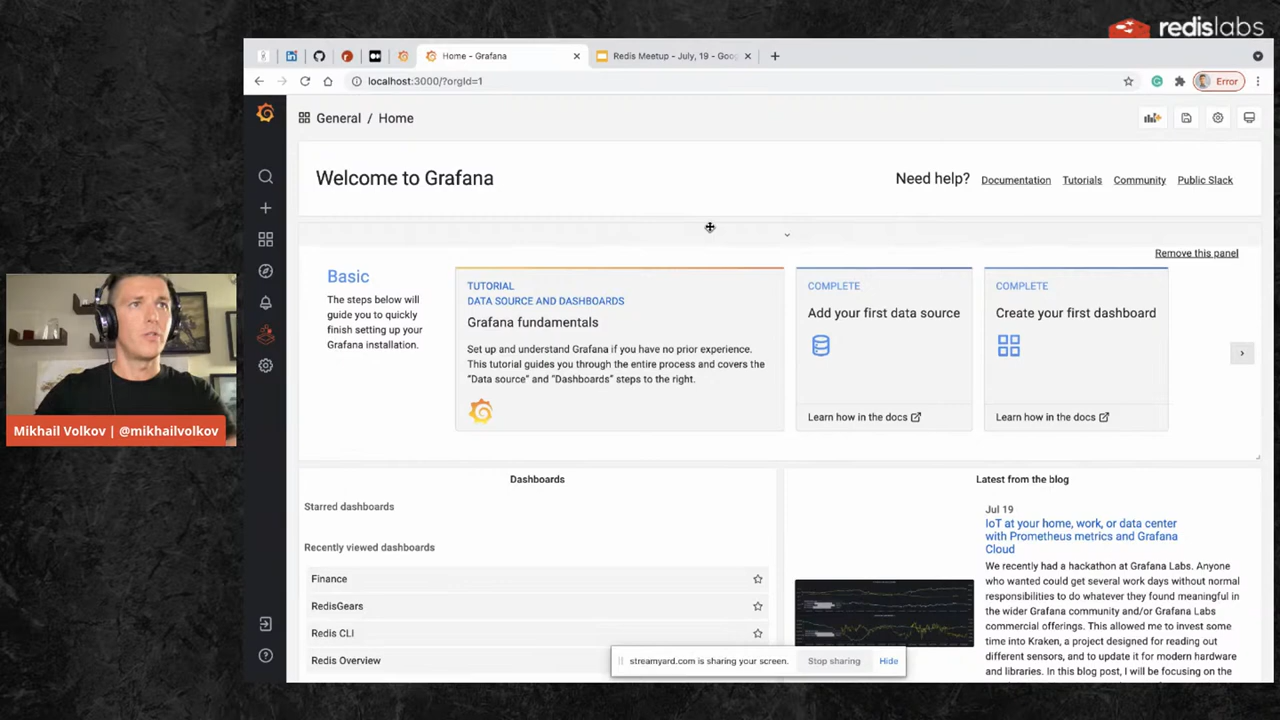 redislabs
Home - Grafana
Redis Meetup - July, 19 - Goo
localhost:3000/?orgId=1
Error
General / Home
Welcome to Grafana
Need help?
Documentation
Tutorials
Community
Public Slack
Remove this panel
Basic
The steps below will
guide you to quickly
finish setting up your
Grafana installation.
TUTORIAL
DATA SOURCE AND DASHBOARDS
Grafana fundamentals
Set up and understand Grafana if you have no prior experience.
This tutorial guides you through the entire process and covers the
"Data source" and "Dashboards" steps to the right.
COMPLETE
Add your first data source
Learn how in the docs
COMPLETE
Create your first dashboard
Learn how in the docs
Mikhail Volkov | @mikhailvolkov
Dashboards
Starred dashboards
Recently viewed dashboards
Finance
RedisGears
Redis CLI
Redis Overview
Latest from the blog
Jul 19
IoT at your home, work, or data center
with Prometheus metrics and Grafana
Cloud
We recently had a hackathon at Grafana Labs. Anyone
who wanted could get several work days without normal
responsibilities to do whatever they found meaningful in
the wider Grafana community and/or Grafana Labs
commercial offerings. This allowed me to invest some
time into Kraken, a project designed for reading out
different sensors, and to update it for modern hardware
and libraries. In this blog post, I will be focusing on the
streamyard.com is sharing your screen.
Stop sharing
Hide